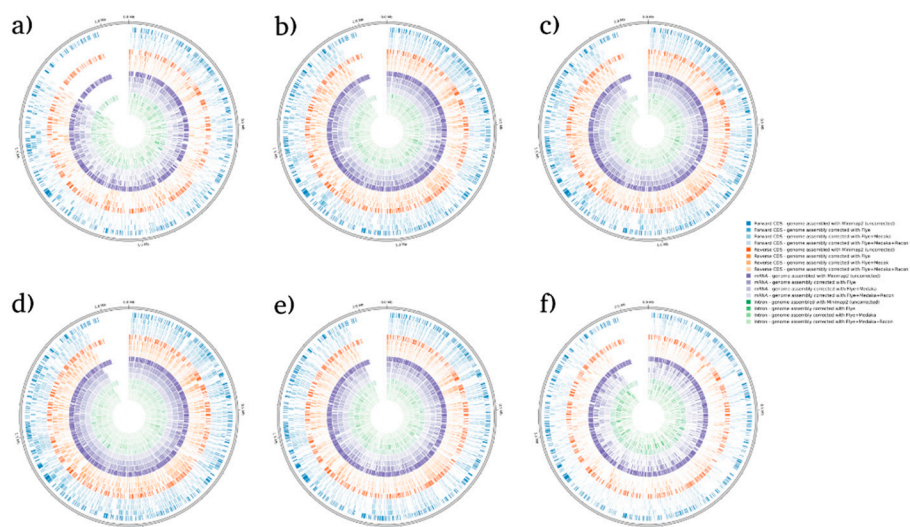 a)
b)
c)
Forward CDS - genome assembled with Minimap2 (uncorrected)
Forward CDS - genome assembly corrected with Flye
Forward CDS - genome assembly corrected with Flye+Medaka
Forward CDS - genome assembly corrected with Flye+Medaka+Racon
Reverse CDS - genome assembled with Minimap2 (uncorrected)
Reverse CDS - genome assembly corrected with Flye
Reverse CDS - genome assembly corrected with Flye+Medak
Reverse CDS - genome assembly corrected with Flye+Medaka+Racon
mRNA - genome assembled with Minimap2 (uncorrected)
mRNA - genome assembly corrected with Flye
mRNA - genome assembly corrected with Flye+Medaka
mRNA - genome assembly corrected with Flye+Medaka+Racon
Intron - genome assembled with Minimap2 (uncorrected)
Intron - genome assembly corrected with Flye
Intron - genome assembly corrected with Flye+Medaka
Intron - genome assembly corrected with Flye+Medaka+Racon
d)
e)
f)